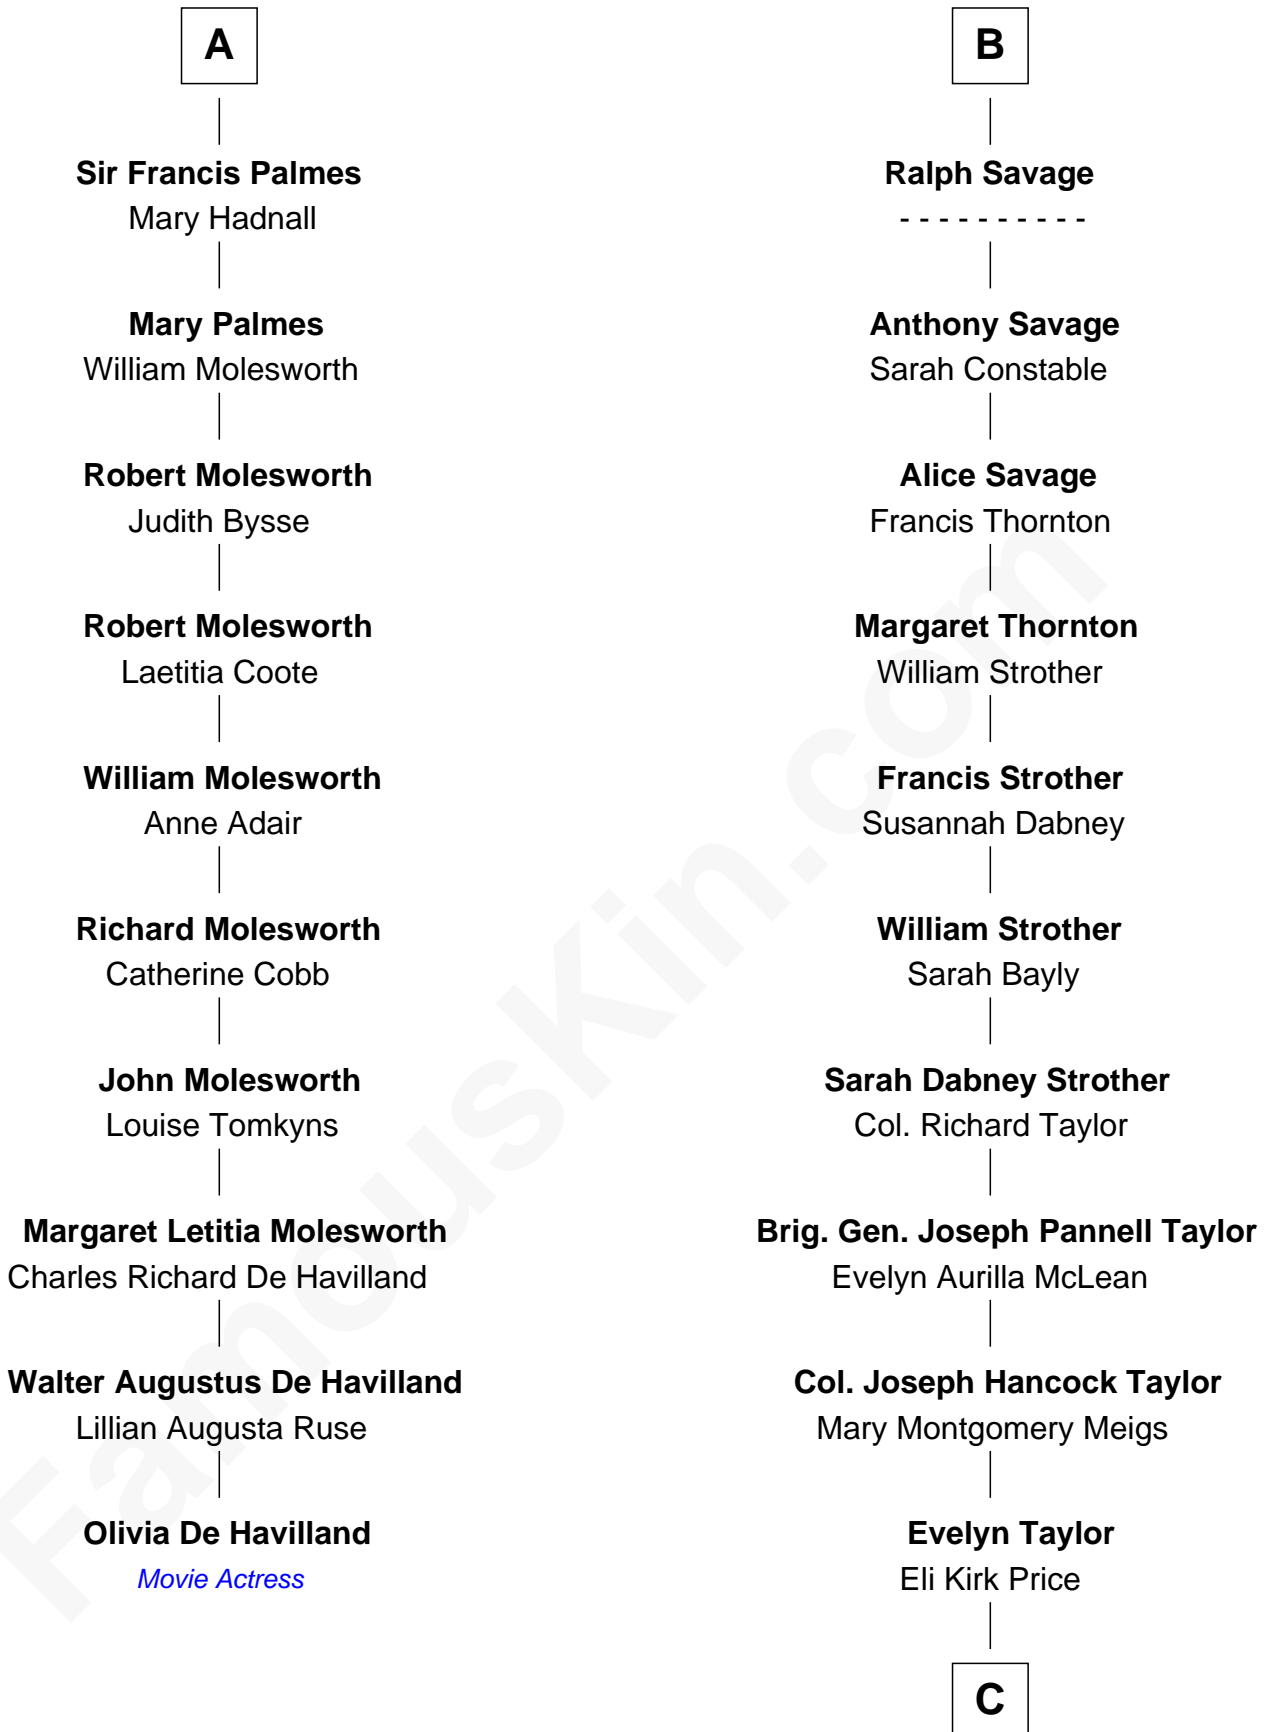 A
Sir Francis Palmes
Mary Hadnall
Mary Palmes
William Molesworth
Robert Molesworth
Judith Bysse
Robert Molesworth
Laetitia Coote
William Molesworth
Anne Adair
Richard Molesworth
Catherine Cobb
John Molesworth
Louise Tomkyns
Margaret Letitia Molesworth
Charles Richard De Havilland
Walter Augustus De Havilland
Lillian Augusta Ruse
Olivia De Havilland
Movie Actress
B
Ralph Savage
- - - - - - - - - -
Anthony Savage
Sarah Constable
Alice Savage
Francis Thornton
Margaret Thornton
William Strother
Francis Strother
Susannah Dabney
William Strother
Sarah Bayly
Sarah Dabney Strother
Col. Richard Taylor
Brig. Gen. Joseph Pannell Taylor
Evelyn Aurilla McLean
Col. Joseph Hancock Taylor
Mary Montgomery Meigs
Evelyn Taylor
Eli Kirk Price
C
FamousKin.com